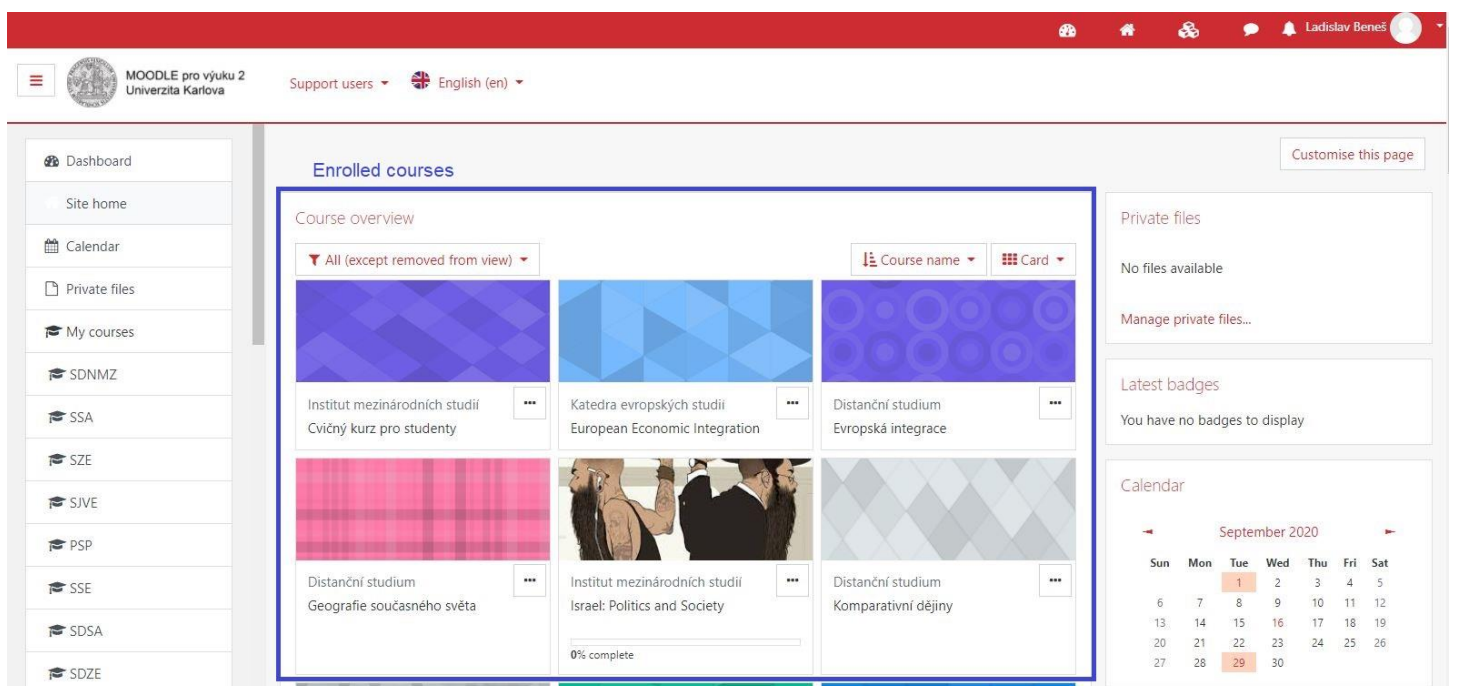 Ladislav Beneš
MOODLE pro výuku 2
Univerzita Karlova
Support users
English (en)
Dashboard
Site home
Calendar
Private files
My courses
SDNMZ
SSA
SZE
SJVE
PSP
SSE
SDSA
SDZE
Enrolled courses
Customise this page
Course overview
All (except removed from view)
Course name
Card
Institut mezinárodních studií
Cvičný kurz pro studenty
Katedra evropských studií
European Economic Integration
Distanční studium
Evropská integrace
Distanční studium
Geografie současného světa
Institut mezinárodních studií
Israel: Politics and Society
0% complete
Distanční studium
Komparativní dějiny
Private files
No files available
Manage private files...
Latest badges
You have no badges to display
Calendar
September 2020
Sun Mon Tue Wed Thu Fri Sat
1 2 3 4 5
6 7 8 9 10 11 12
13 14 15 16 17 18 19
20 21 22 23 24 25 26
27 28 29 30